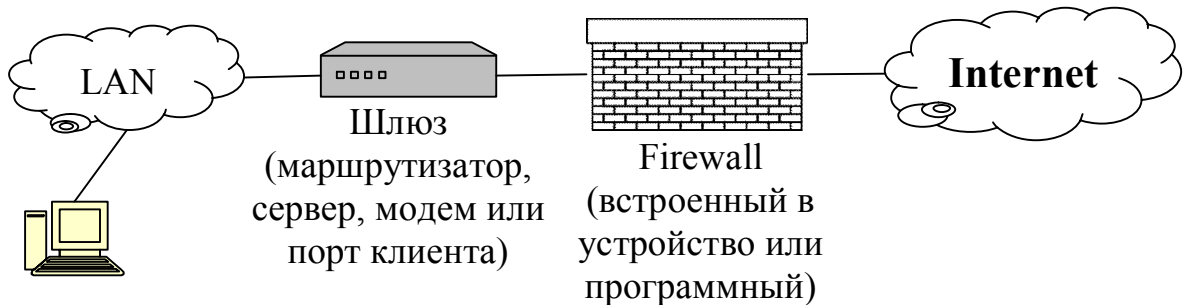 LAN
Шлюз
(маршрутизатор,
сервер, модем или
порт клиента)
Firewall
(встроенный в
устройство или
программный)
Internet